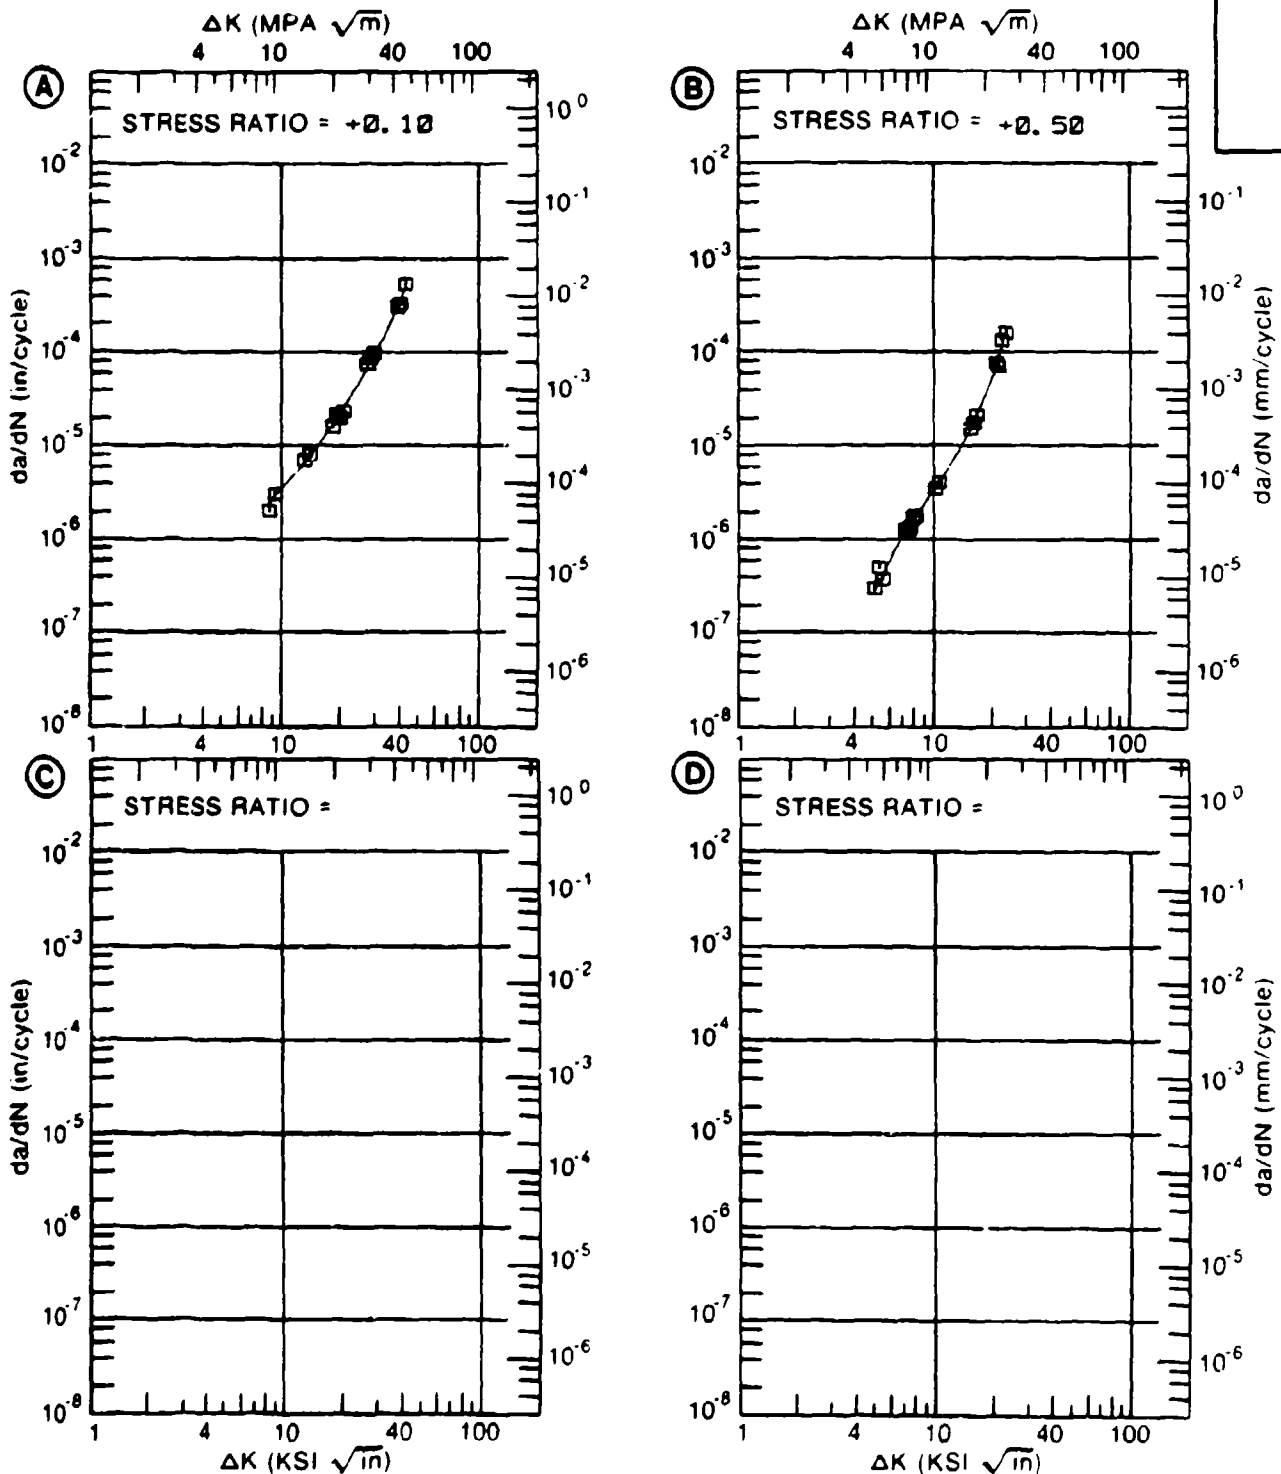 ΔK (MPA √m)
4 10 40 100
A
STRESS RATIO = +0.10
10^0
10^-2
10^-1
10^-3
10^-2
10^-4
10^-3
10^-5
10^-4
10^-6
10^-5
10^-7
10^-6
10^-8
da/dN (in/cycle)
1 4 10 40 100
ΔK (MPA √m)
4 10 40 100
B
STRESS RATIO = +0.50
10^-2
10^-1
10^-3
10^-2
10^-4
10^-3
10^-5
10^-4
10^-6
10^-5
10^-7
10^-6
10^-8
da/dN (mm/cycle)
1 4 10 40 100
C
STRESS RATIO =
10^0
10^-2
10^-1
10^-3
10^-2
10^-4
10^-3
10^-5
10^-4
10^-6
10^-5
10^-7
10^-6
10^-8
da/dN (in/cycle)
1 4 10 40 100
ΔK (KSI √in)
D
STRESS RATIO =
10^0
10^-2
10^-1
10^-3
10^-2
10^-4
10^-3
10^-5
10^-4
10^-6
10^-5
10^-7
10^-6
10^-8
da/dN (mm/cycle)
1 4 10 40 100
ΔK (KSI √in)